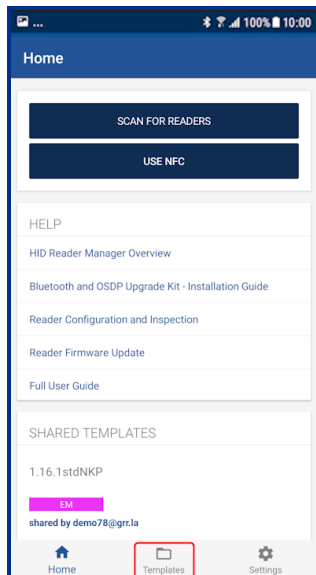 ... 100% 10:00
Home
SCAN FOR READERS
USE NFC
HELP
HID Reader Manager Overview
Bluetooth and OSDP Upgrade Kit - Installation Guide
Reader Configuration and Inspection
Reader Firmware Update
Full User Guide
SHARED TEMPLATES
1.16.1stdNKP
EM
shared by demo78@grr.la
Home Templates Settings